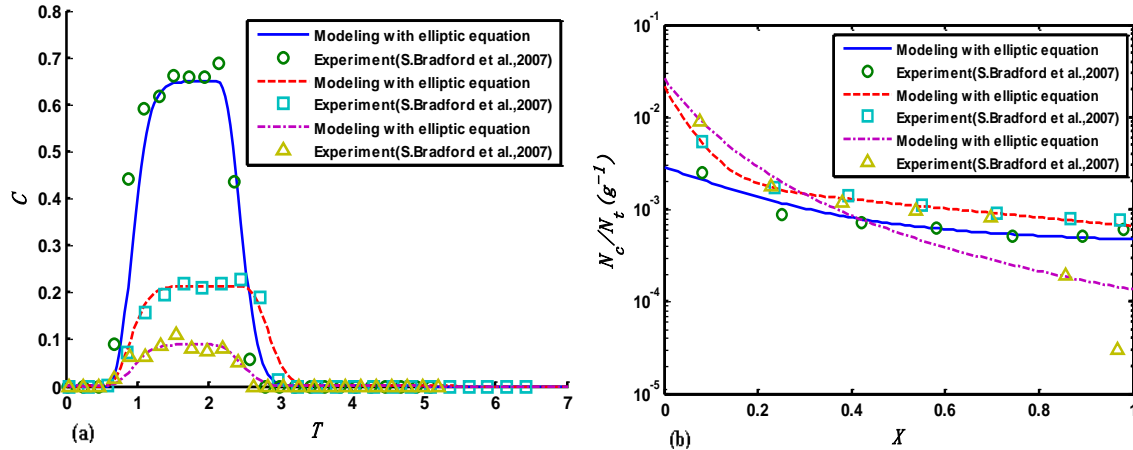 0.8
0.7
0.6
0.5
0.4
0.3
0.2
0.1
0
C
Modeling with elliptic equation
Experiment(S.Bradford et al.,2007)
Modeling with elliptic equation
Experiment(S.Bradford et al.,2007)
Modeling with elliptic equation
Experiment(S.Bradford et al.,2007)
0 1 2 3 4 5 6 7
(a) T
10^-1
10^-2
10^-3
10^-4
10^-5
N_c/N_t (g^-1)
Modeling with elliptic equation
Experiment(S.Bradford et al.,2007)
Modeling with elliptic equation
Experiment(S.Bradford et al.,2007)
Modeling with elliptic equation
Experiment(S.Bradford et al.,2007)
0 0.2 0.4 0.6 0.8 1
(b) X